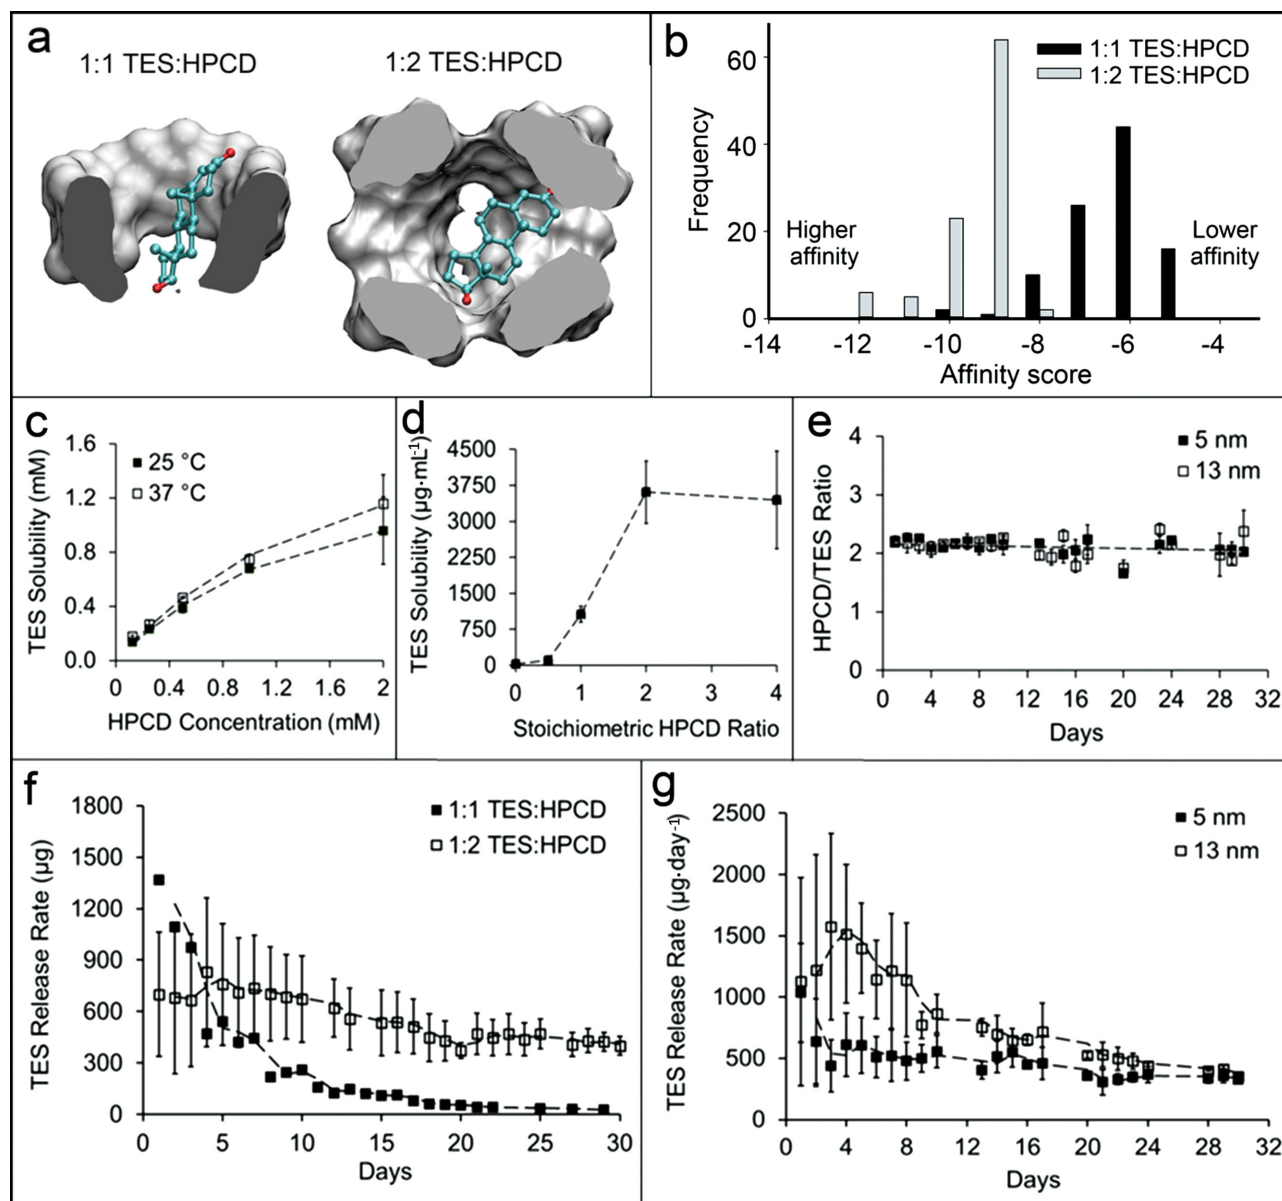 a
1:1 TES:HPCD
1:2 TES:HPCD
b
1:1 TES:HPCD
1:2 TES:HPCD
Frequency
60
40
20
0
Higher
affinity
Lower
affinity
-14
-12
-10
-8
-6
-4
Affinity score
c
TES Solubility (mM)
1.6
1.2
0.8
0.4
0.0
25 °C
37 °C
0
0.4
0.8
1.2
1.6
2
HPCD Concentration (mM)
d
TES Solubility (µg·mL-1)
4500
3750
3000
1500
750
0
0
1
2
3
4
Stoichiometric HPCD Ratio
e
HPCD/TES Ratio
4
3
2
1
0
5 nm
13 nm
0
4
8
12
16
20
24
28
32
Days
f
TES Release Rate (µg)
1800
1500
1200
900
600
300
0
1:1 TES:HPCD
1:2 TES:HPCD
0
5
10
15
20
25
30
Days
g
TES Release Rate (µg·day-1)
2500
2000
1500
1000
500
0
5 nm
13 nm
0
4
8
12
16
20
24
28
32
Days